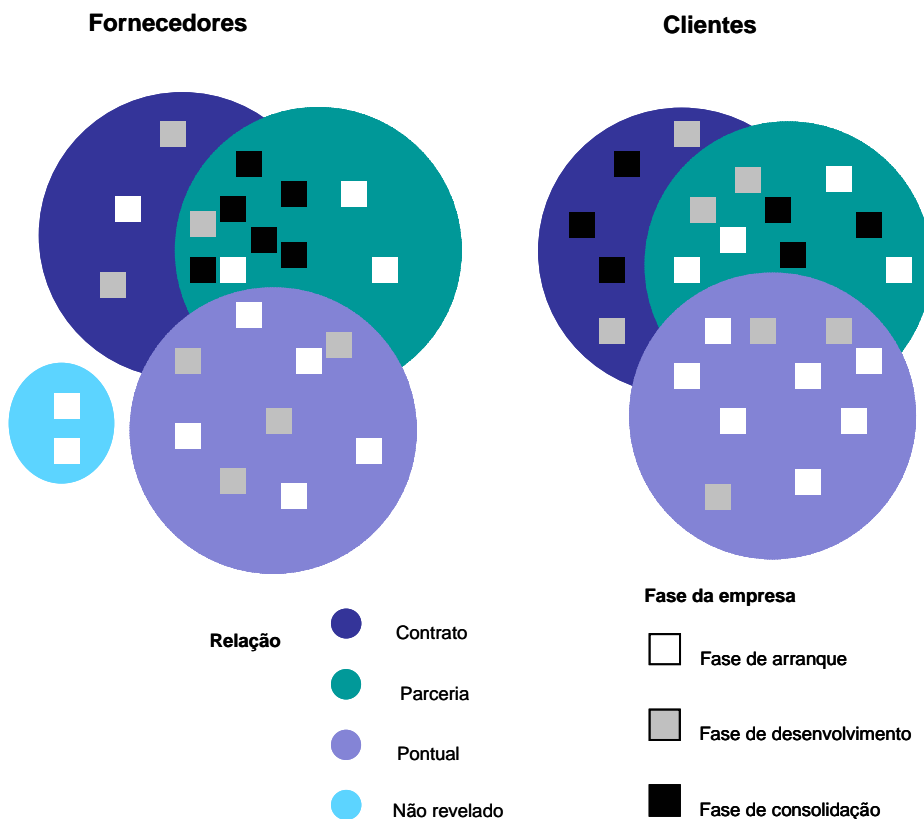 Fornecedores
Clientes
Relação
Contrato
Parceria
Pontual
Não revelado
Fase da empresa
Fase de arranque
Fase de desenvolvimento
Fase de consolidação